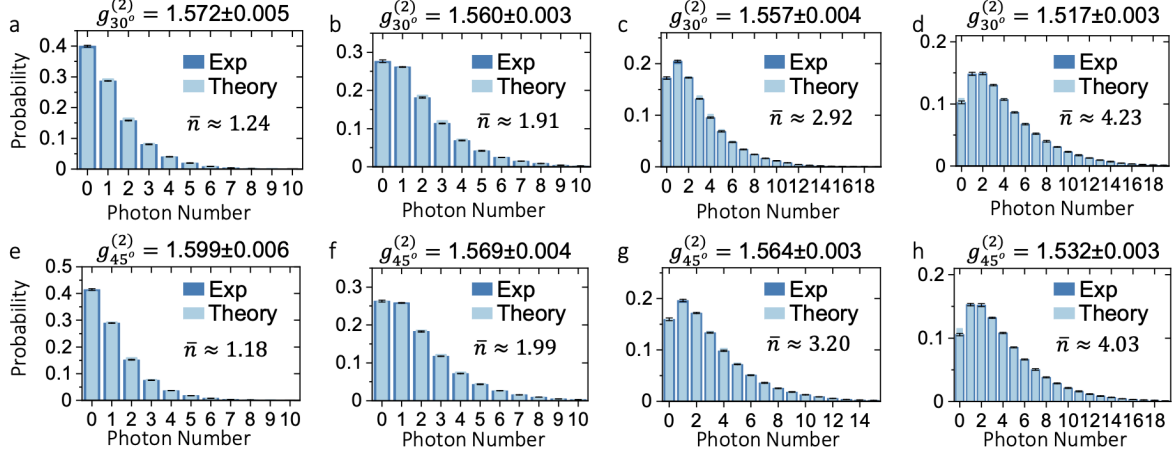 a
g(2)30o = 1.572±0.005
Probability
0.4
0.3
0.2
0.1
0
Exp
Theory
n̄ ≈ 1.24
0 1 2 3 4 5 6 7 8 9 10
Photon Number
b
g(2)30o = 1.560±0.003
0.3
0.2
0.1
0
Exp
Theory
n̄ ≈ 1.91
0 1 2 3 4 5 6 7 8 9 10
Photon Number
c
g(2)30o = 1.557±0.004
0.2
0.1
0
Exp
Theory
n̄ ≈ 2.92
0 2 4 6 8 10 12 14 16 18
Photon Number
d
g(2)30o = 1.517±0.003
0.2
0.1
0
Exp
Theory
n̄ ≈ 4.23
0 2 4 6 8 10 12 14 16 18
Photon Number
e
g(2)45o = 1.599±0.006
Probability
0.5
0.4
0.3
0.2
0.1
0
Exp
Theory
n̄ ≈ 1.18
0 1 2 3 4 5 6 7 8 9 10
Photon Number
f
g(2)45o = 1.569±0.004
0.3
0.2
0.1
0
Exp
Theory
n̄ ≈ 1.99
0 1 2 3 4 5 6 7 8 9 10
Photon Number
g
g(2)45o = 1.564±0.003
0.2
0.1
0
Exp
Theory
n̄ ≈ 3.20
0 2 4 6 8 10 12 14
Photon Number
h
g(2)45o = 1.532±0.003
0.2
0.1
0
Exp
Theory
n̄ ≈ 4.03
0 2 4 6 8 10 12 14 16 18
Photon Number